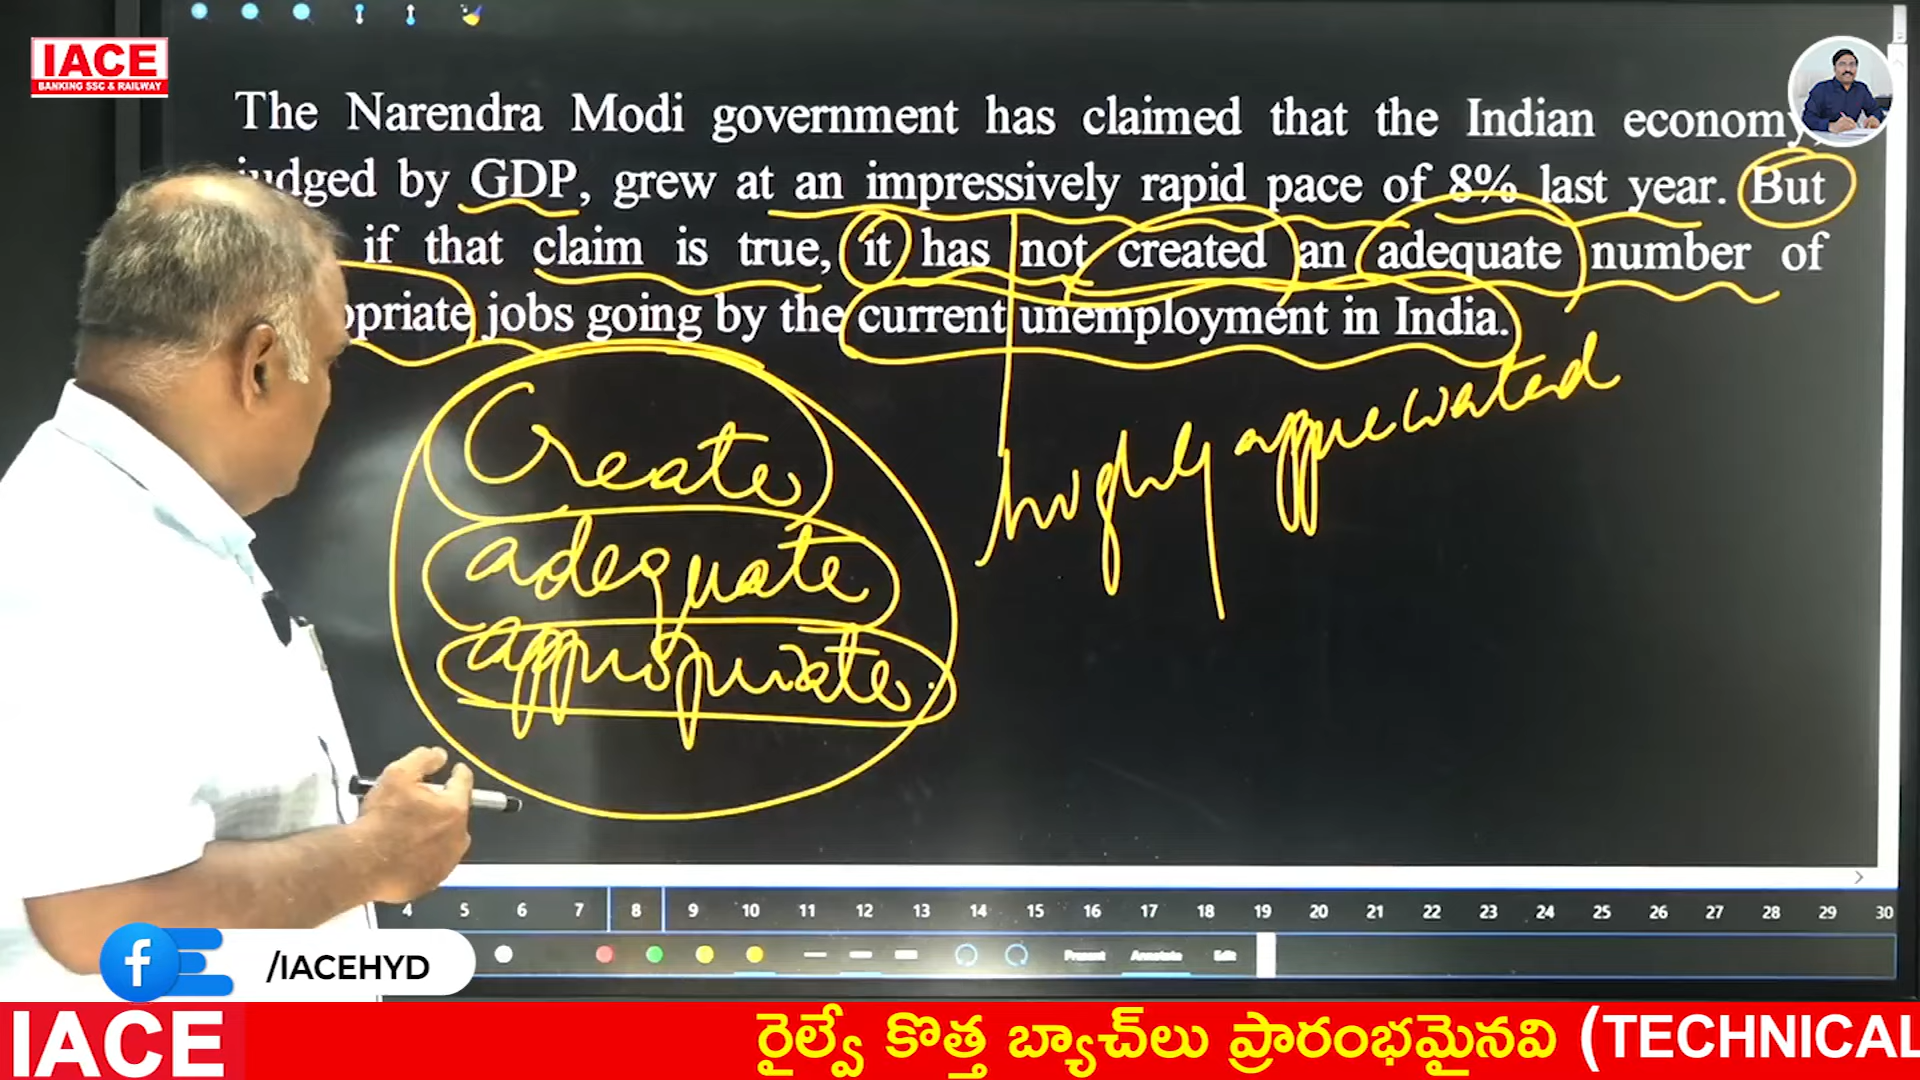 IACE
BANKING SSC & RAILWAY
The Narendra Modi government has claimed that the Indian economy,
judged by GDP, grew at an impressively rapid pace of 8% last year. But
if that claim is true, it has not created an adequate number of
opriate jobs going by the current unemployment in India.
Create
adequate
appropriate
highly appreciated
4 5 6 7 8 9 10 11 12 13 14 15 16 17 18 19 20 21 22 23 24 25 26 27 28 29 30
Present Annotate Edit
/IACEHYD
IACE
రైల్వే కొత్త బ్యాచ్‌లు ప్రారంభమైనవి (TECHNICAL